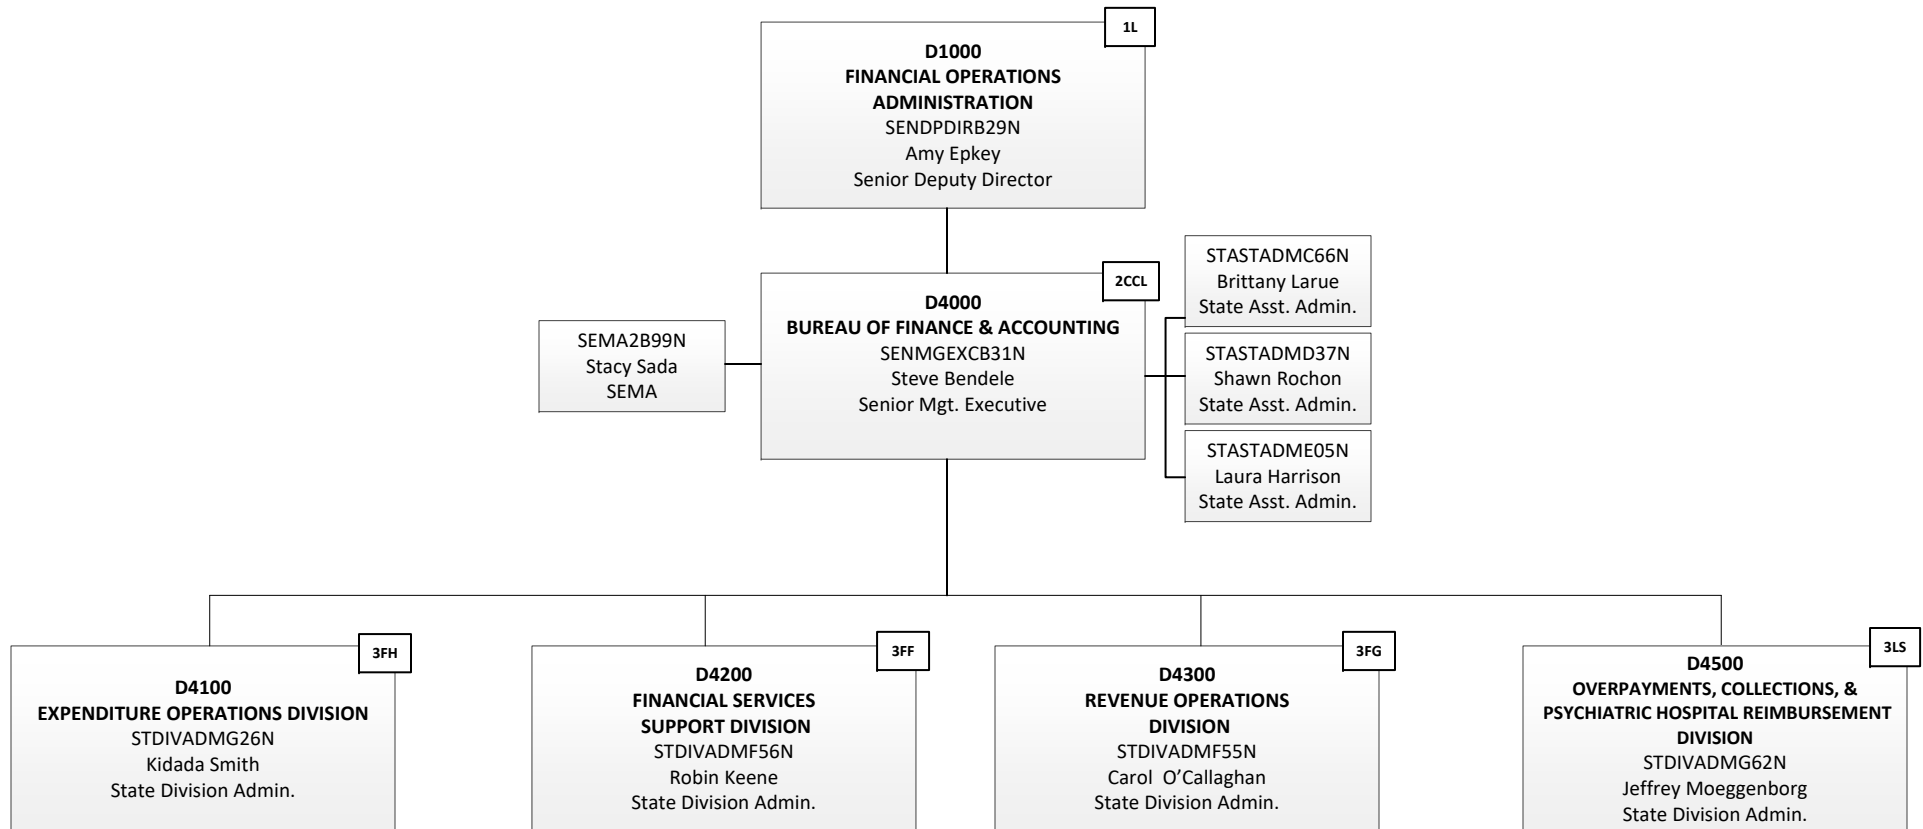 1L
D1000
FINANCIAL OPERATIONS
ADMINISTRATION
SENDPDIRB29N
Amy Epkey
Senior Deputy Director
2CCL
D4000
BUREAU OF FINANCE & ACCOUNTING
SENMGEXCB31N
Steve Bendele
Senior Mgt. Executive
SEMA2B99N
Stacy Sada
SEMA
STASTADMC66N
Brittany Larue
State Asst. Admin.
STASTADMD37N
Shawn Rochon
State Asst. Admin.
STASTADME05N
Laura Harrison
State Asst. Admin.
3FH
D4100
EXPENDITURE OPERATIONS DIVISION
STDIVADMG26N
Kidada Smith
State Division Admin.
3FF
D4200
FINANCIAL SERVICES
SUPPORT DIVISION
STDIVADMF56N
Robin Keene
State Division Admin.
3FG
D4300
REVENUE OPERATIONS
DIVISION
STDIVADMF55N
Carol  O’Callaghan
State Division Admin.
3LS
D4500
OVERPAYMENTS, COLLECTIONS, &
PSYCHIATRIC HOSPITAL REIMBURSEMENT
DIVISION
STDIVADMG62N
Jeffrey Moeggenborg
State Division Admin.